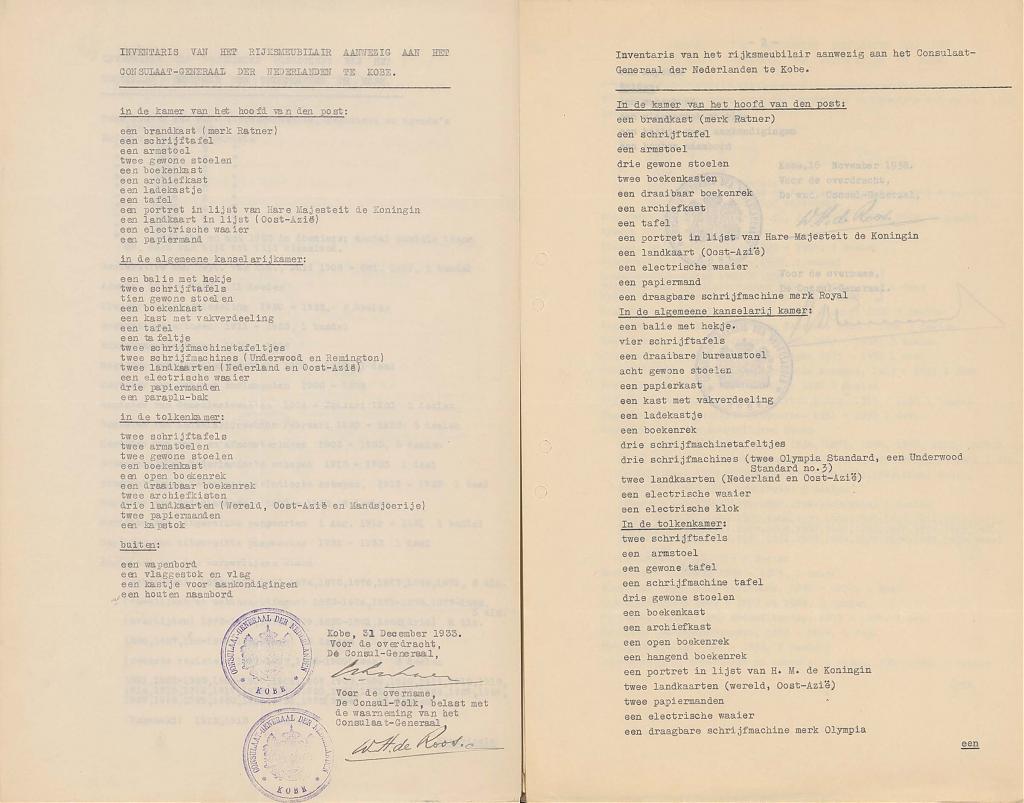 INVENTARIS VAN HET RIJKSMEUBILAIR AANWEZIG AAN HET
CONSULAAT-GENERAAL DER NEDERLANDEN TE KOBE.
in de kamer van het hoofd van den post:
een brandkast (merk Ratner)
een schrijftafel
een armstoel
twee gewone stoelen
een boekenkast
een archiefkast
een ladekastje
een tafel
een portret in lijst van Hare Majesteit de Koningin
een landkaart in lijst (Oost-Azië)
een electrische waaier
een papiermand
in de algemeene kanselarijkamer:
een balie met hekje
twee schrijftafels
tien gewone stoelen
een boekenkast
een kast met vakverdeeling
een tafel
een tafeltje
twee schrijfmachinetafeltjes
twee schrijfmachines (Underwood en Remington)
twee landkaarten (Nederland en Oost-Azië)
een electrische waaier
drie papiermanden
een paraplu-bak
in de tolkenkamer:
twee schrijftafels
twee armstoelen
twee gewone stoelen
een boekenkast
een open boekenrek
een draaibaar boekenrek
twee archiefkisten
drie landkaarten (Wereld, Oost-Azië en Mandsjoerije)
twee papiermanden
een kapstok
buiten:
een wapenbord
een vlaggestok en vlag
een kastje voor aankondigingen
een houten naambord
Kobe, 31 December 1933.
Voor de overdracht,
De Consul-Generaal,
CONSULAAT-GENERAAL DER NEDERLANDEN
* KOBE *
Voor de overname,
De Consul-Tolk, belast met
de waarneming van het
Consulaat-Generaal
W.H. de Roos.
CONSULAAT-GENERAAL DER NEDERLANDEN
* KOBE *
Inventaris van het rijksmeubilair aanwezig aan het Consulaat-
Generaal der Nederlanden te Kobe.
In de kamer van het hoofd van den post:
een brandkast (merk Ratner)
een schrijftafel
een armstoel
drie gewone stoelen
twee boekenkasten
een draaibaar boekenrek
een archiefkast
een tafel
een portret in lijst van Hare Majesteit de Koningin
een landkaart (Oost-Azië)
een electrische waaier
een papiermand
een draagbare schrijfmachine merk Royal
In de algemeene kanselarij kamer:
een balie met hekje.
vier schrijftafels
een draaibare bureaustoel
acht gewone stoelen
een papierkast
een kast met vakverdeeling
een ladekastje
een boekenrek
drie schrijfmachinetafeltjes
drie schrijfmachines (twee Olympia Standard, een Underwood
Standard no.3)
twee landkaarten (Nederland en Oost-Azië)
een electrische waaier
een electrische klok
In de tolkenkamer:
twee schrijftafels
een armstoel
een gewone tafel
een schrijfmachine tafel
drie gewone stoelen
een boekenkast
een archiefkast
een open boekenrek
een hangend boekenrek
een portret in lijst van H. M. de Koningin
twee landkaarten (wereld, Oost-Azië)
twee papiermanden
een electrische waaier
een draagbare schrijfmachine merk Olympia
een